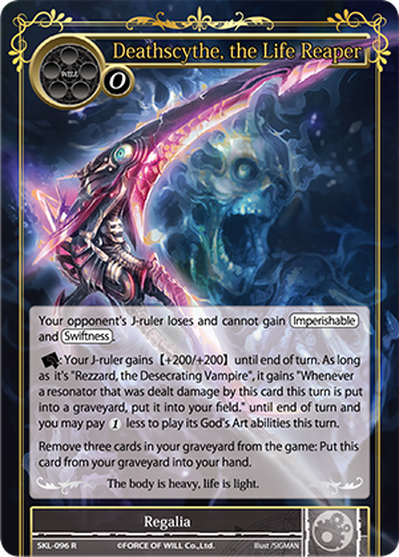 WILL
0
Deathscythe, the Life Reaper
Your opponent's J-ruler loses and cannot gain Imperishable
and Swiftness.
: Your J-ruler gains【+200/+200】until end of turn. As long
as it's "Rezzard, the Desecrating Vampire", it gains "Whenever
a resonator that was dealt damage by this card this turn is put
into a graveyard, put it into your field." until end of turn and
you may pay 1 less to play its God's Art abilities this turn.
Remove three cards in your graveyard from the game: Put this
card from your graveyard into your hand.
The body is heavy, life is light.
Regalia
SKL-096 R
©FORCE OF WILL Co.,Ltd.
Illust /SIGMAN